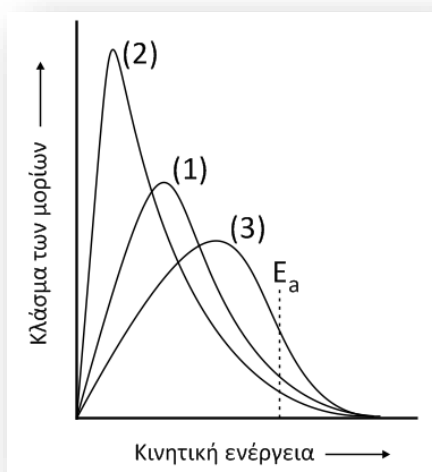 (2)
(1)
(3)
Eₐ
Κλάσμα των μορίων
Κινητική ενέργεια